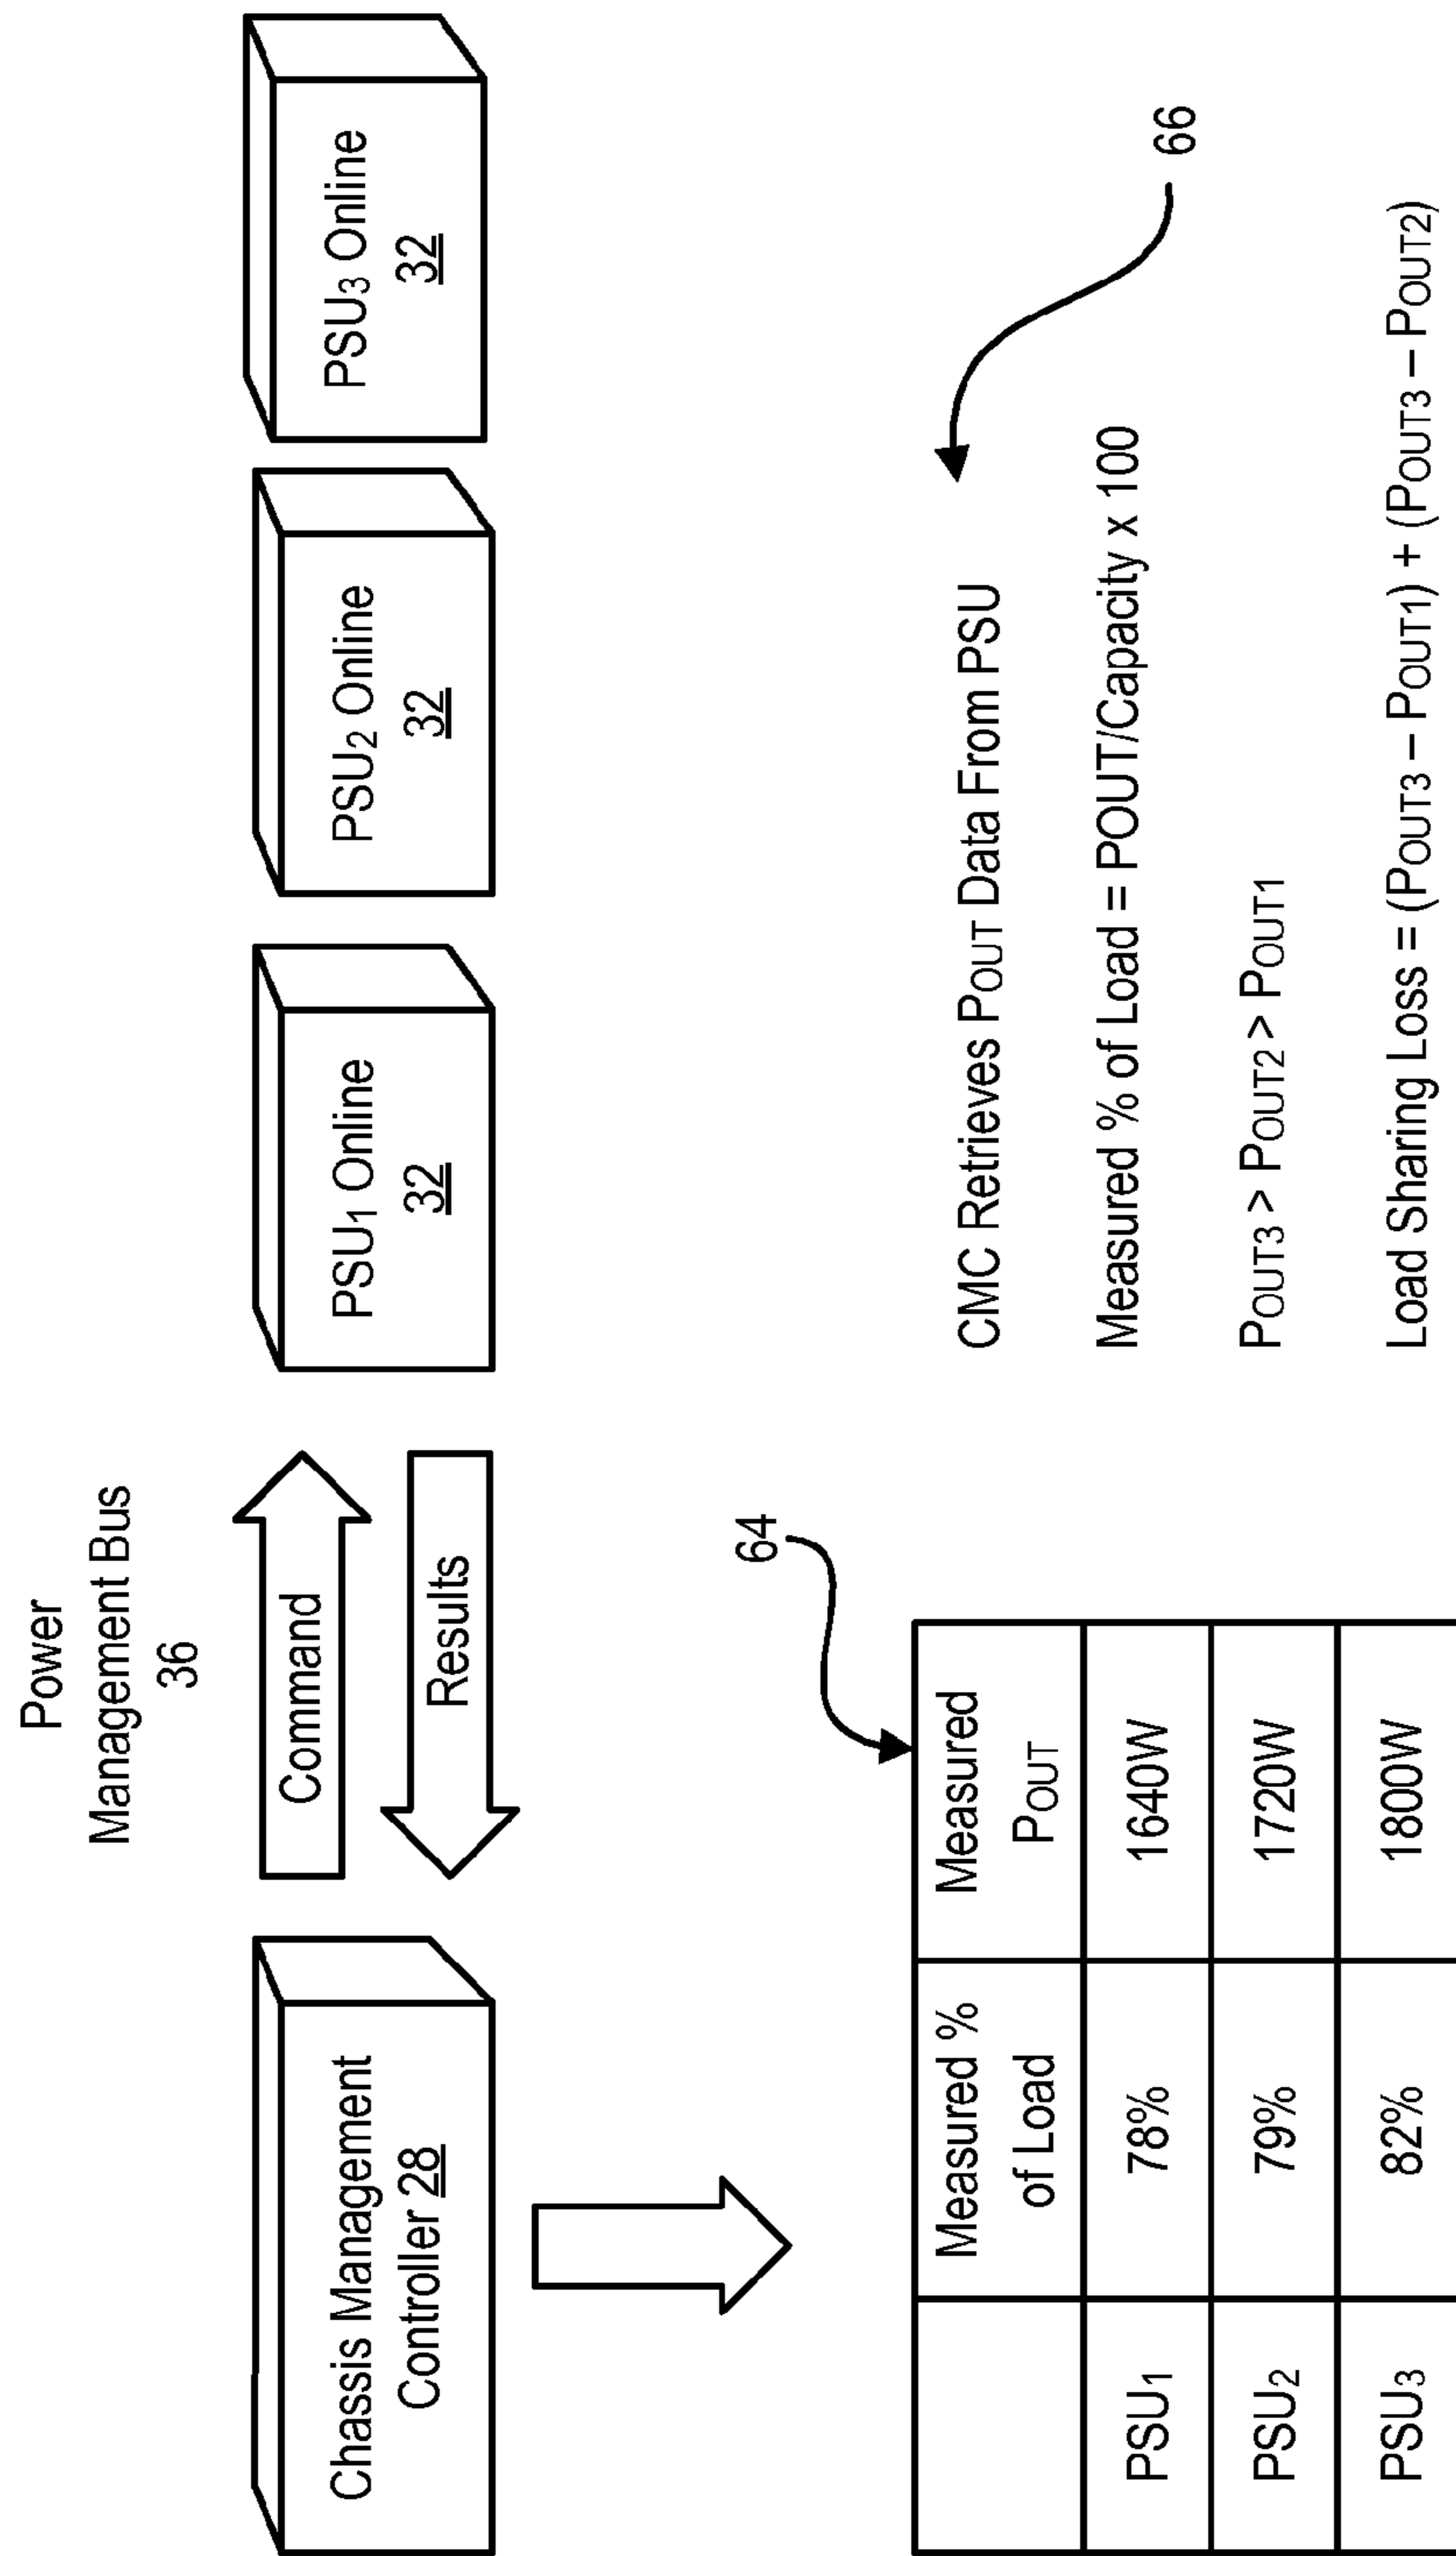 Power
Management Bus
36
Chassis Management
Controller 28
Command
Results
PSU1 Online
32
PSU2 Online
32
PSU3 Online
32
64
Measured % of Load Measured POUT
PSU1 78% 1640W
PSU2 79% 1720W
PSU3 82% 1800W
66
CMC Retrieves POUT Data From PSU
Measured % of Load = POUT/Capacity x 100
POUT3 > POUT2 > POUT1
Load Sharing Loss = (POUT3 – POUT1) + (POUT3 – POUT2)